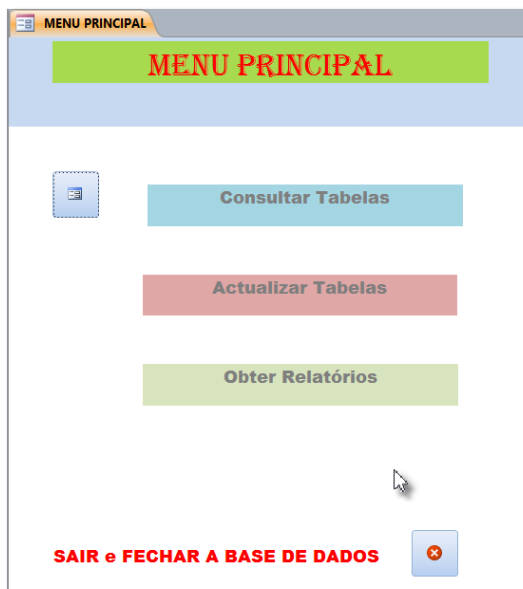 MENU PRINCIPAL
MENU PRINCIPAL
Consultar Tabelas
Actualizar Tabelas
Obter Relatórios
SAIR e FECHAR A BASE DE DADOS